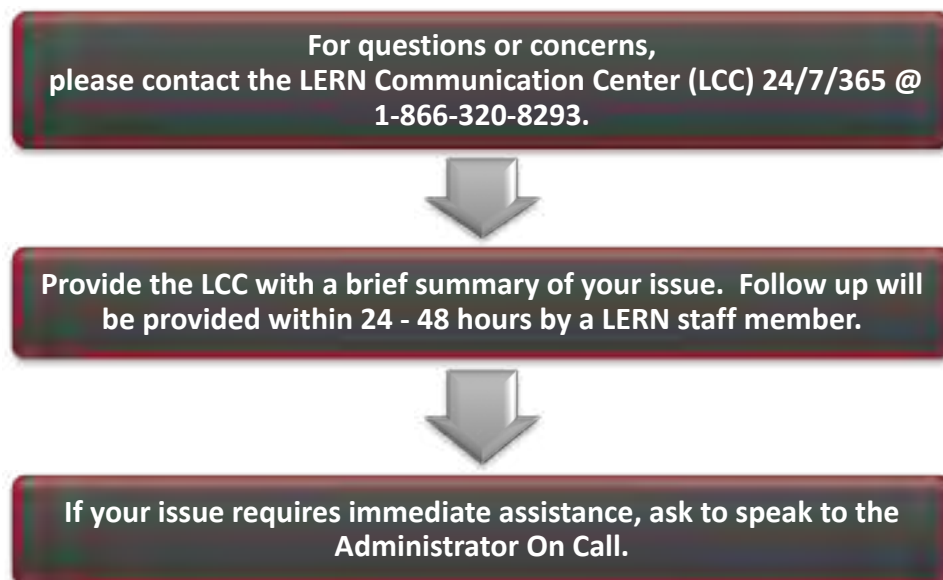 For questions or concerns,
please contact the LERN Communication Center (LCC) 24/7/365 @
1-866-320-8293.
Provide the LCC with a brief summary of your issue.  Follow up will
be provided within 24 - 48 hours by a LERN staff member.
If your issue requires immediate assistance, ask to speak to the
Administrator On Call.